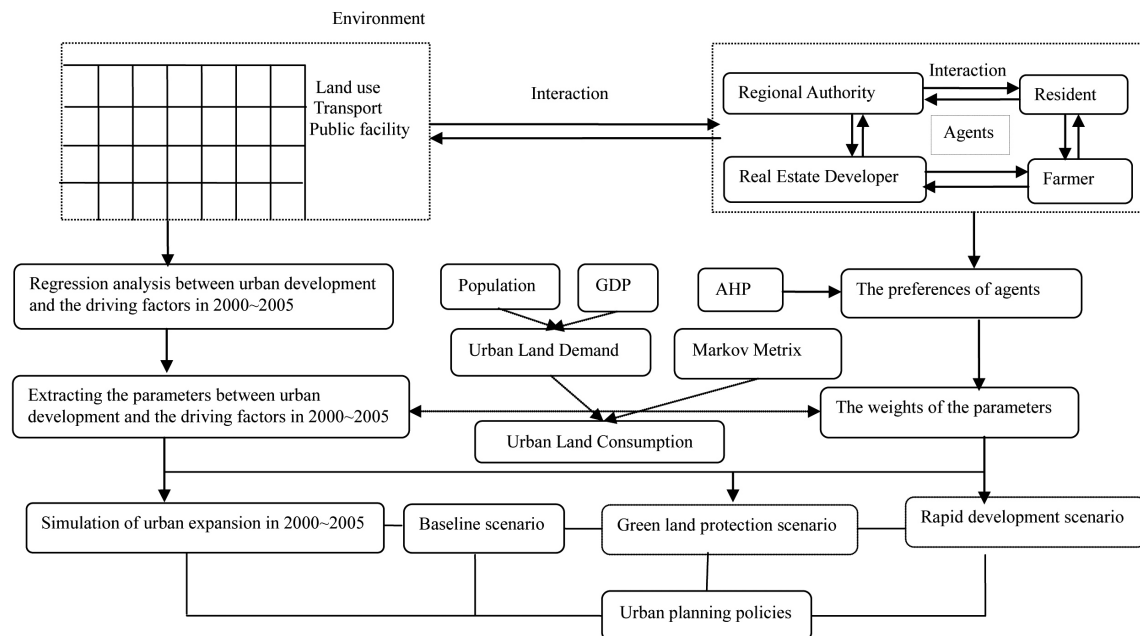 Environment
Land use
Transport
Public facility
Interaction
Interaction
Regional Authority
Resident
Agents
Real Estate Developer
Farmer
Regression analysis between urban development
and the driving factors in 2000~2005
Population
GDP
AHP
The preferences of agents
Urban Land Demand
Markov Metrix
Extracting the parameters between urban
development and the driving factors in 2000~2005
The weights of the parameters
Urban Land Consumption
Simulation of urban expansion in 2000~2005
Baseline scenario
Green land protection scenario
Rapid development scenario
Urban planning policies